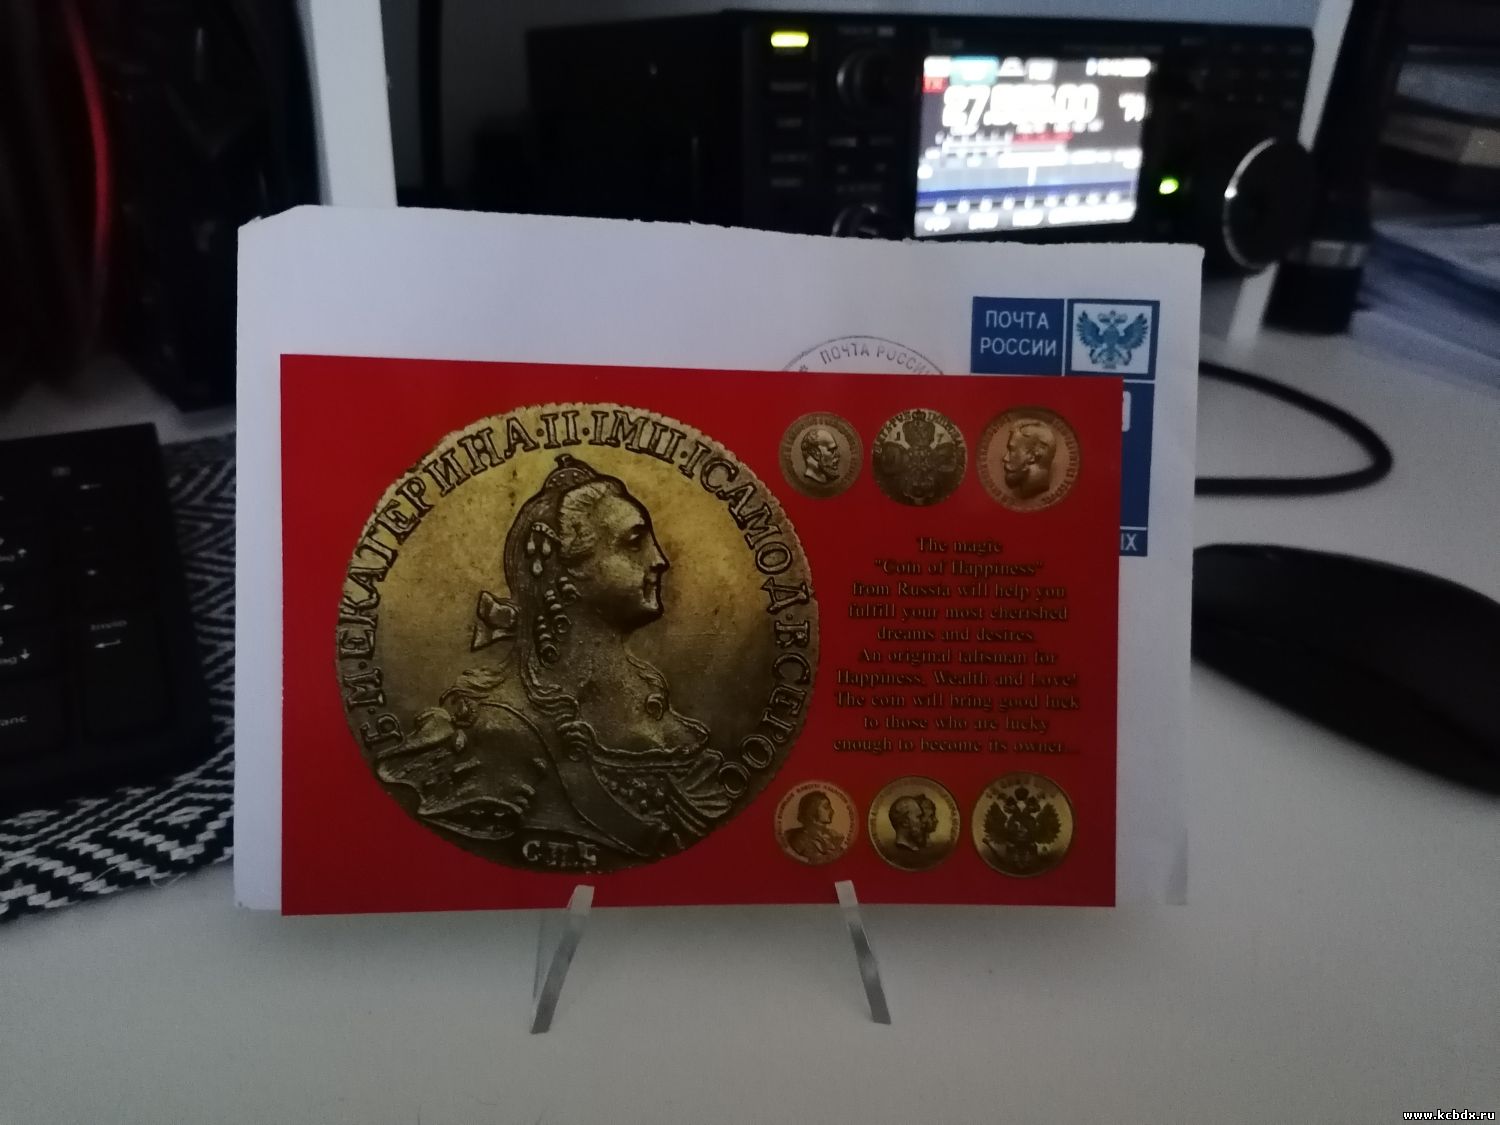 ПОЧТА
РОССИИ
ПОЧТА РОССИИ
Б·М·ЕКАТЕРИНА·II·IМП·IСАМОД·ВСЕРОС
СПБ
The magic
"Coin of Happiness"
from Russia will help you
fulfill your most cherished
dreams and desires.
An original talisman for
Happiness, Wealth and Love!
The coin will bring good luck
to those who are lucky
enough to become its owner...
Invio
www.kcbdx.ru